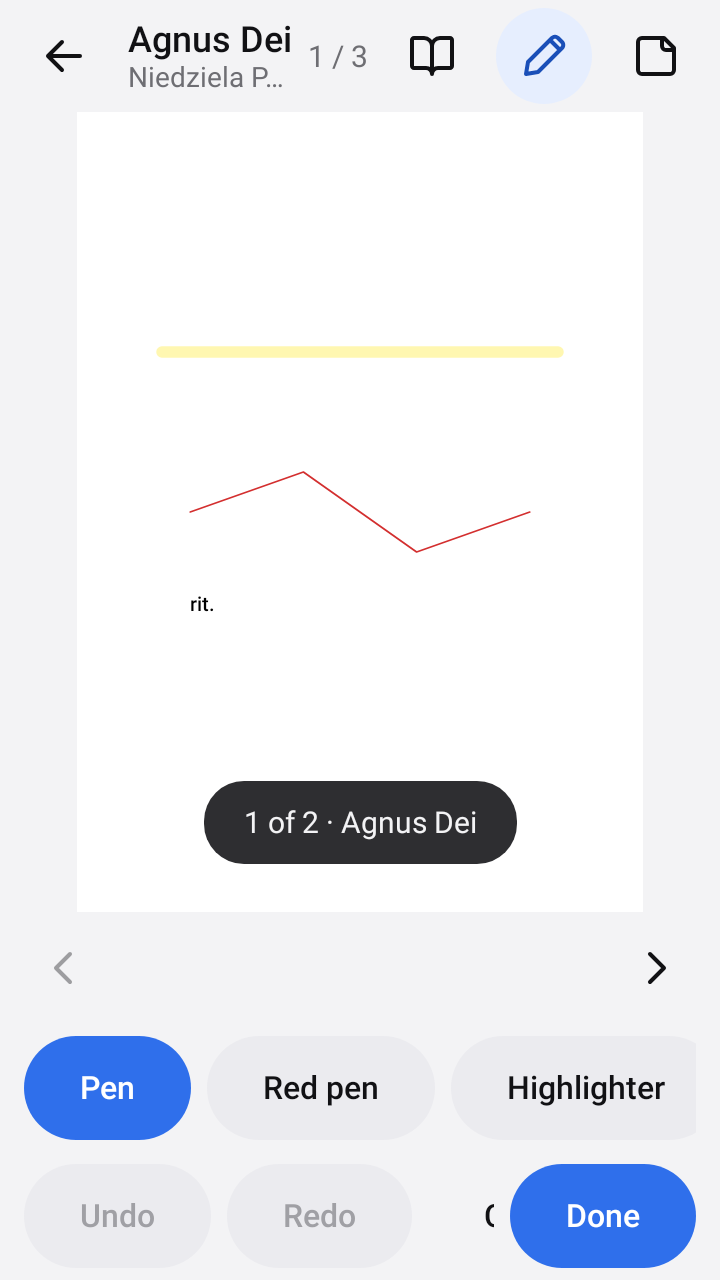 Agnus Dei
Niedziela P...
1 / 3
rit.
1 of 2 · Agnus Dei
Pen
Red pen
Highlighter
Undo
Redo
Done